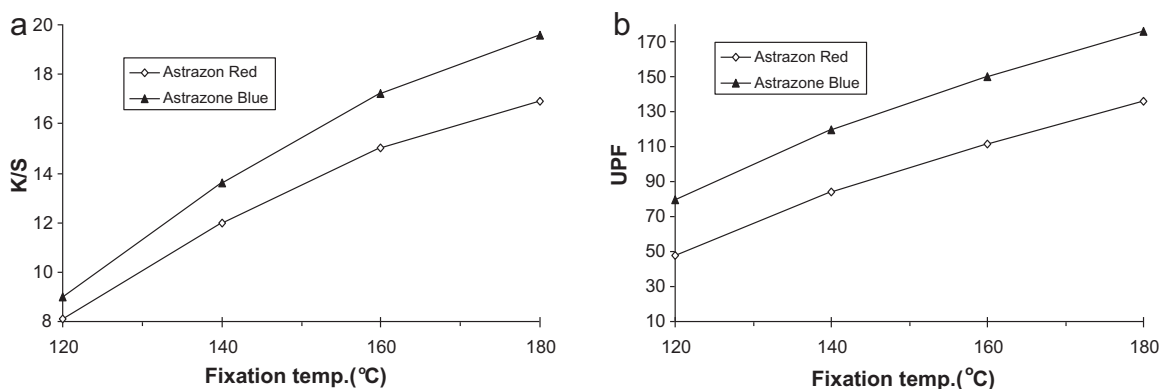 a
20
18
16
14
12
10
8
K/S
Astrazon Red
Astrazone Blue
120 140 160 180
Fixation temp.(°C)
b
170
150
130
110
90
70
50
30
10
UPF
Astrazon Red
Astrazone Blue
120 140 160 180
Fixation temp.(°C)